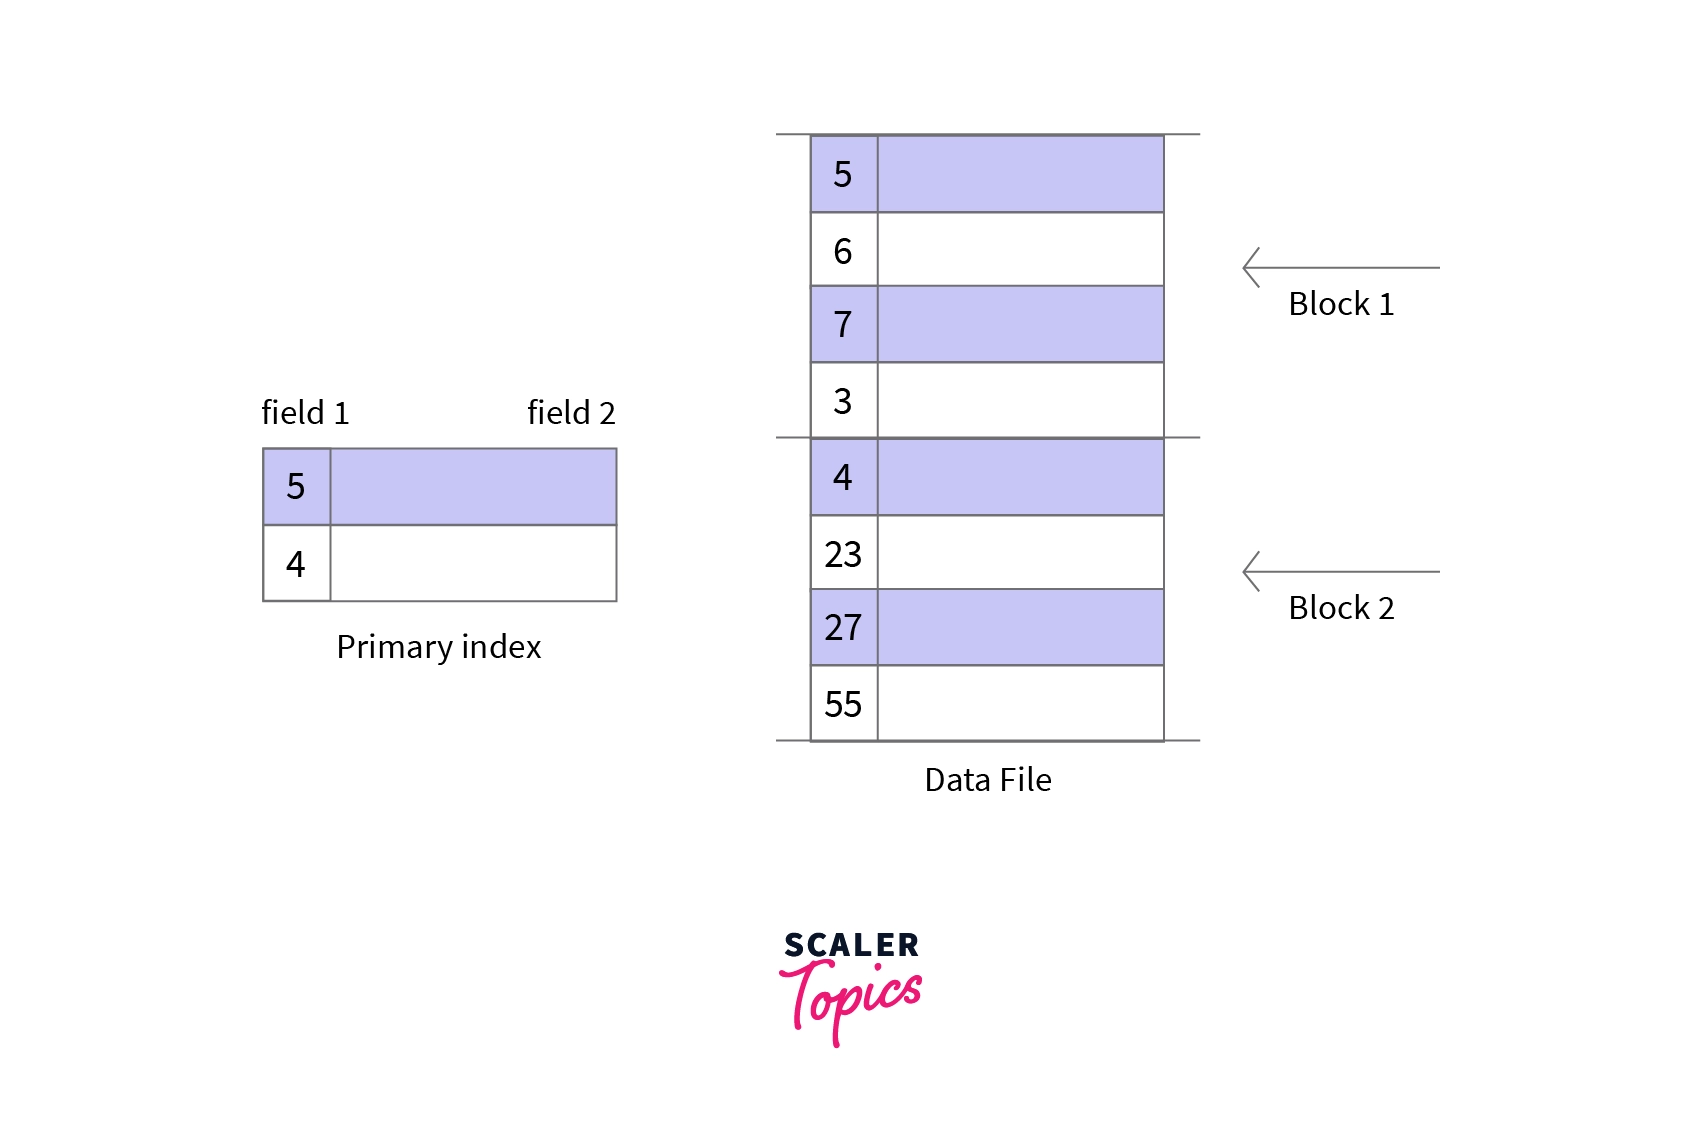 field 1 field 2
5
4
Primary index
5
6
7
3
4
23
27
55
Data File
Block 1
Block 2
SCALER
Topics